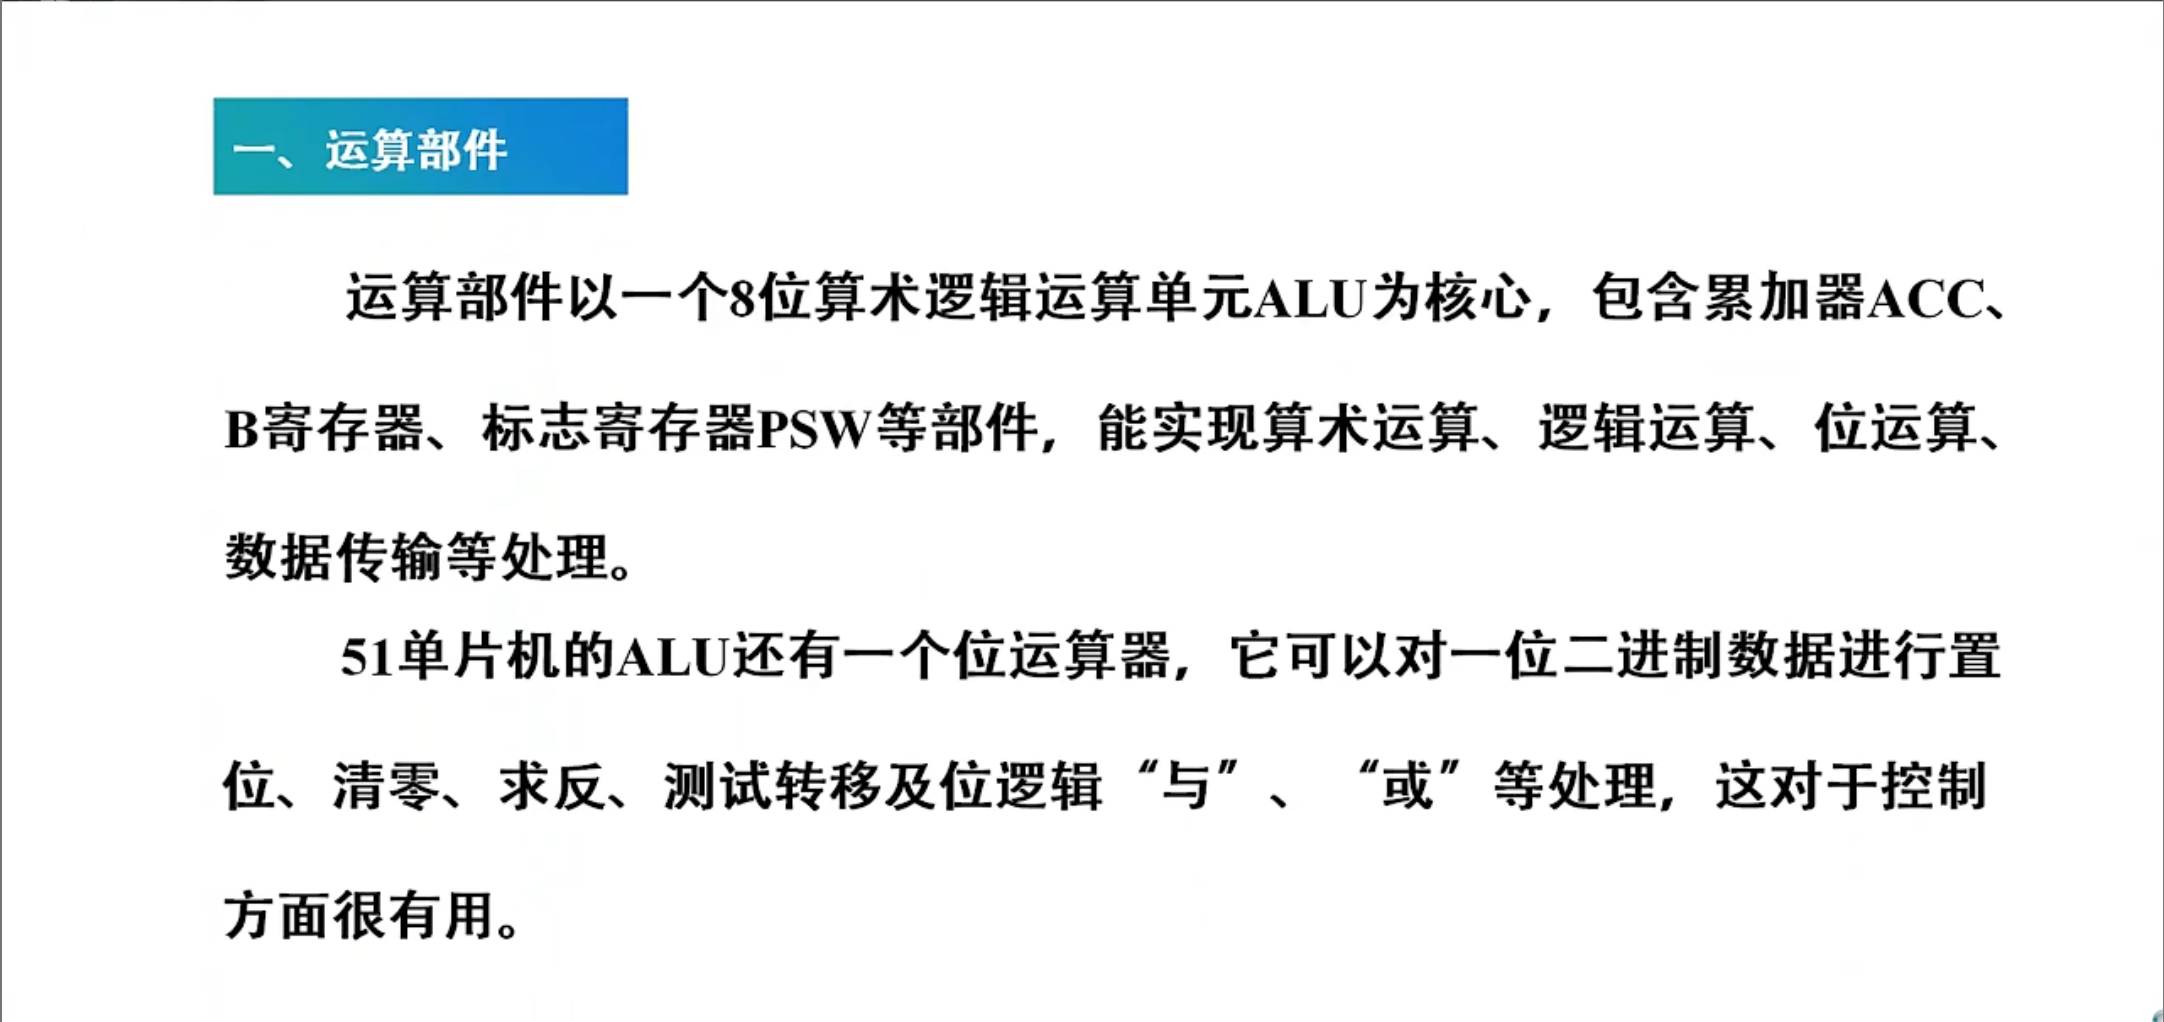 一、运算部件
运算部件以一个8位算术逻辑运算单元ALU为核心，包含累加器ACC、
B寄存器、标志寄存器PSW等部件，能实现算术运算、逻辑运算、位运算、
数据传输等处理。
51单片机的ALU还有一个位运算器，它可以对一位二进制数据进行置
位、清零、求反、测试转移及位逻辑“与”、“或”等处理，这对于控制
方面很有用。